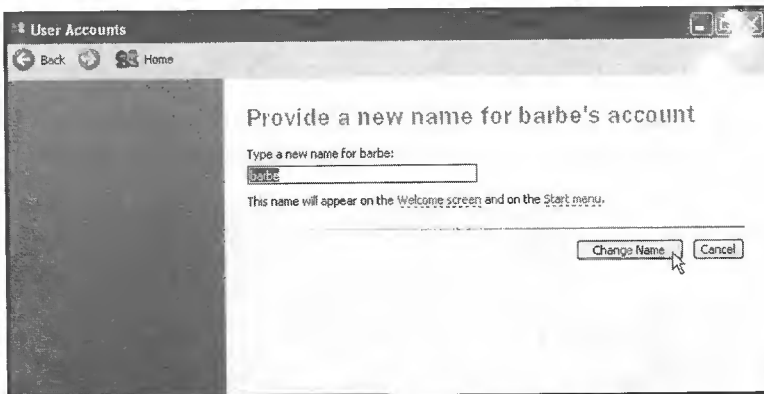 User Accounts
Back Home
Provide a new name for barbe's account
Type a new name for barbe:
barbe
This name will appear on the Welcome screen and on the Start menu.
Change Name Cancel